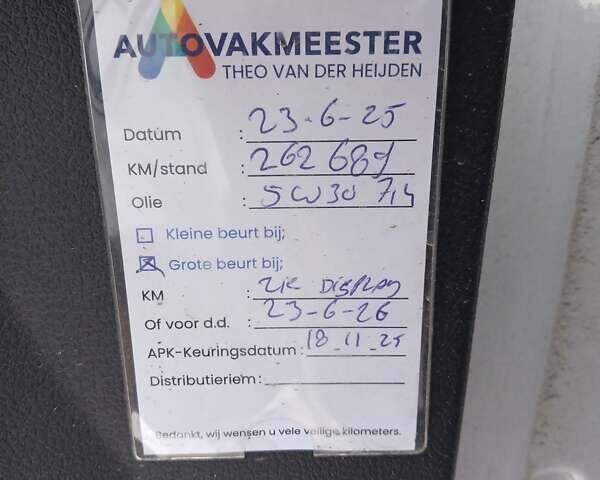 AUTOVAKMEESTER
THEO VAN DER HEIJDEN
Datum : 23-6-25
KM/stand : 262 689
Olie : 5W30 7,4
Kleine beurt bij;
Grote beurt bij;
KM : ZIE DISPLAY
Of voor d.d. : 23-6-26
APK-Keuringsdatum : 18-11-25
Distributieriem :
Bedankt, wij wensen u vele veilige kilometers.